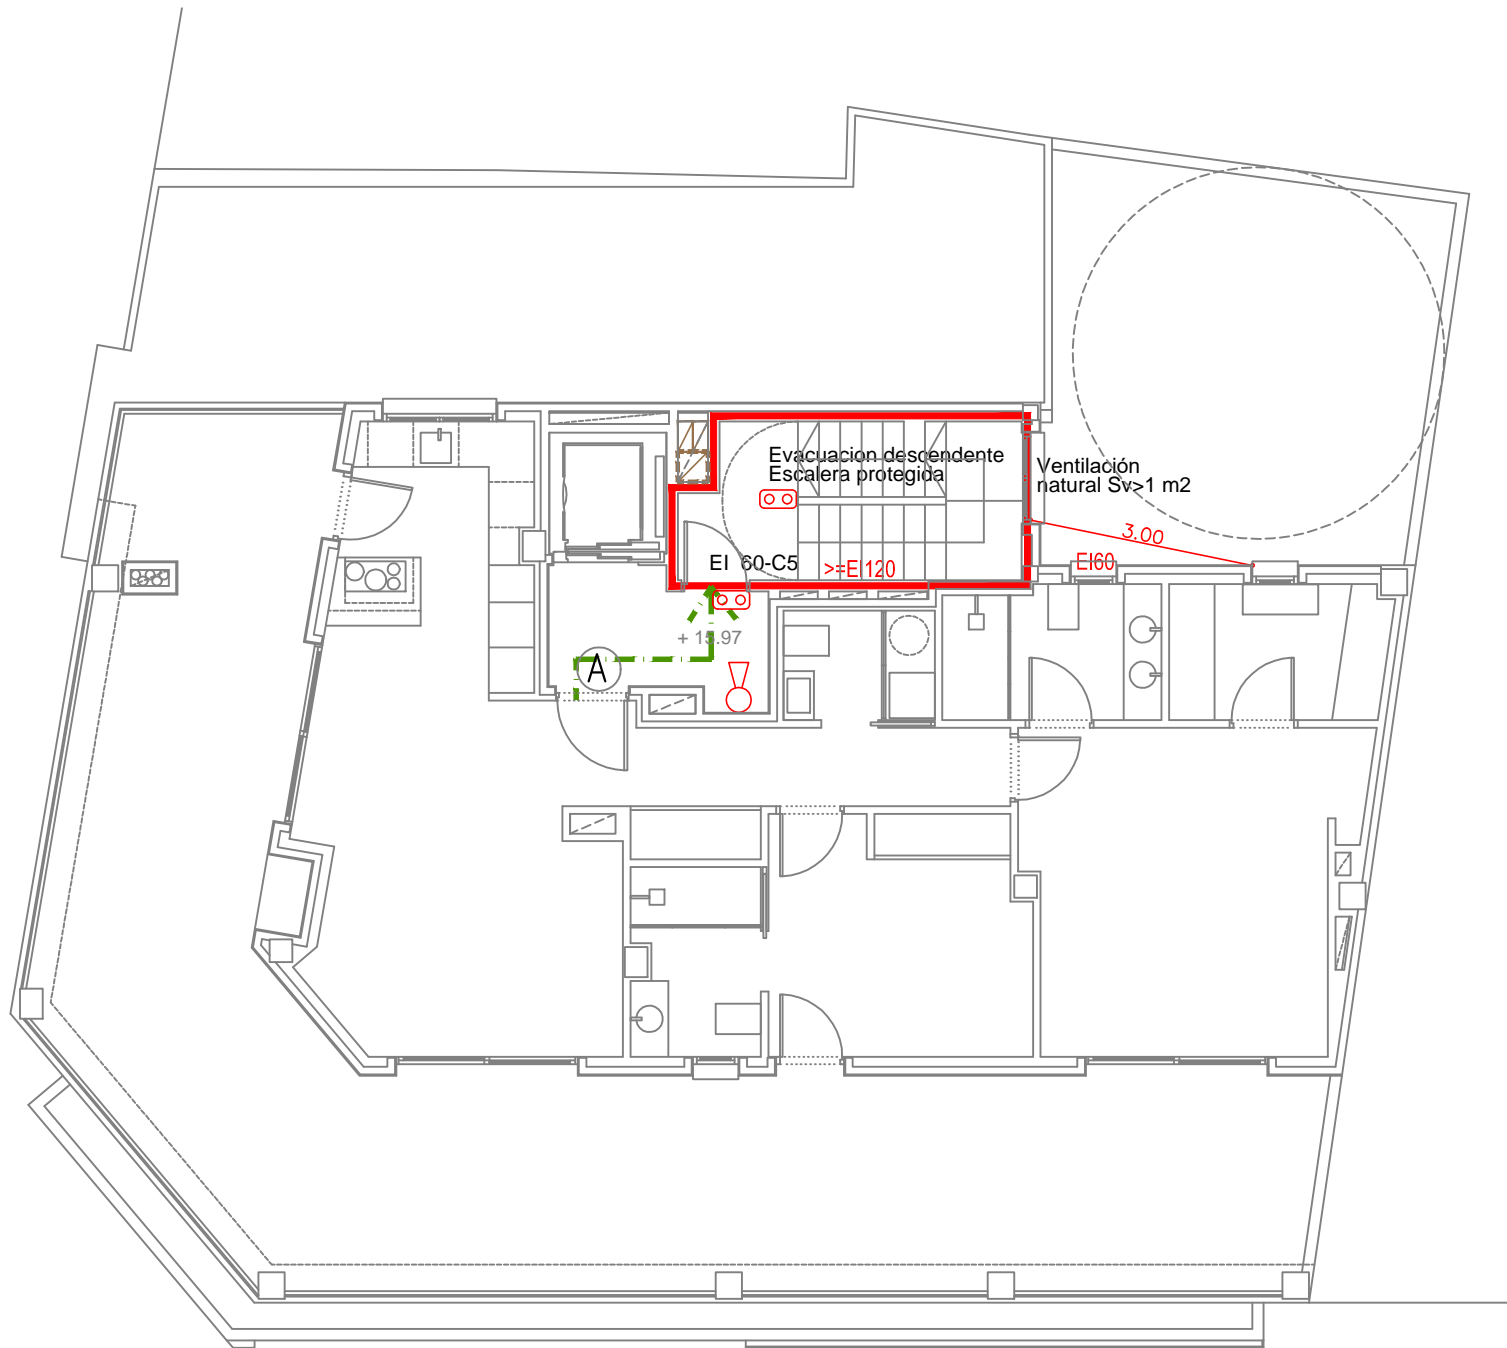 Evacuacion descendente
Escalera protegida
Ventilación
natural Sv>1 m2
3.00
EI 60-C5
>=EI120
EI60
+ 15.97
A